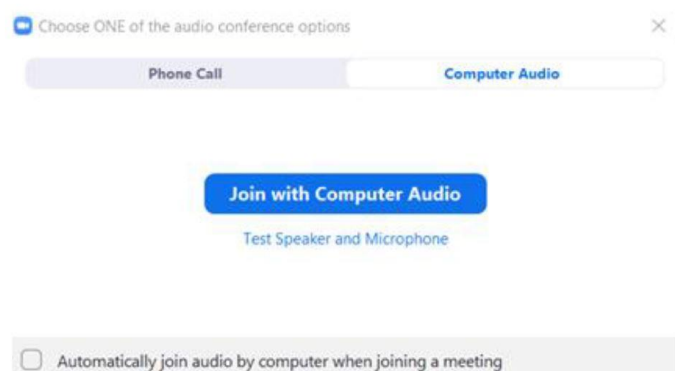 Choose ONE of the audio conference options
Phone Call
Computer Audio
Join with Computer Audio
Test Speaker and Microphone
Automatically join audio by computer when joining a meeting